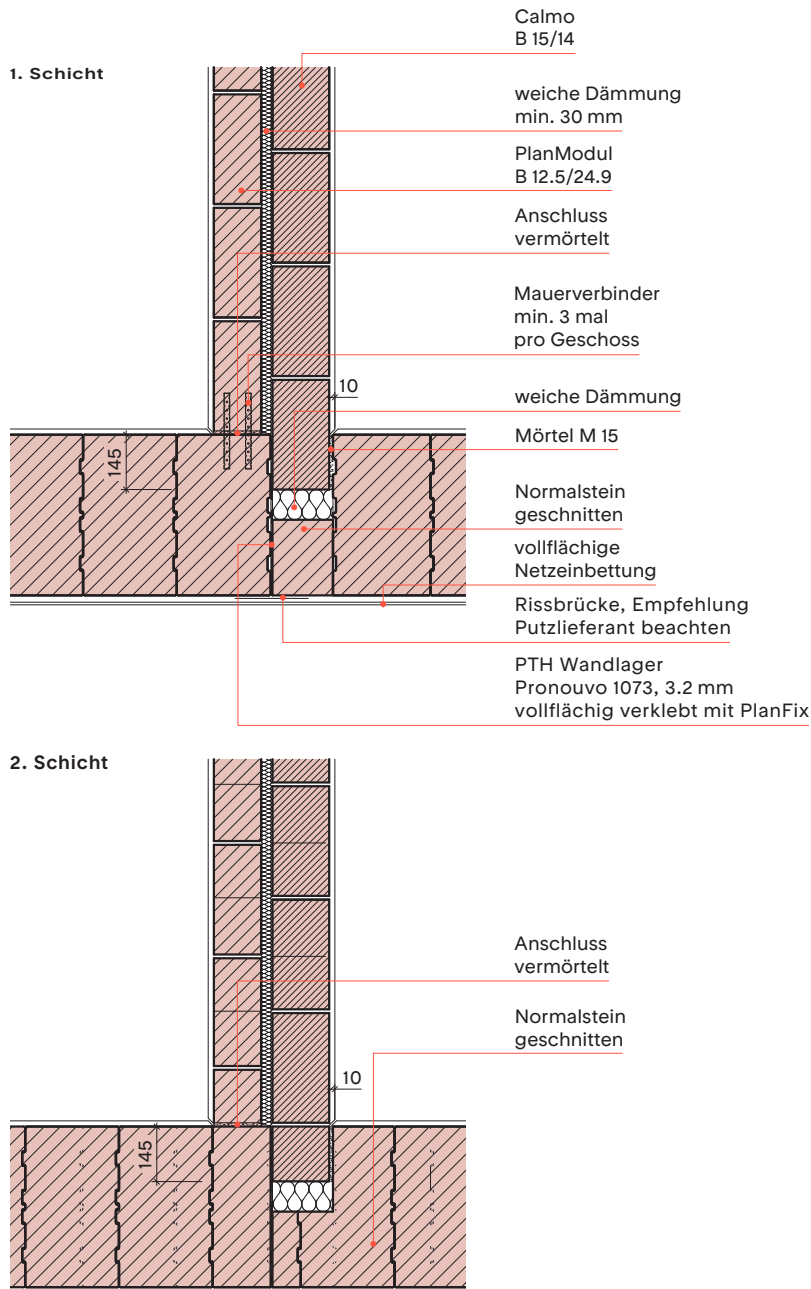 1. Schicht
Calmo
B 15/14
weiche Dämmung
min. 30 mm
PlanModul
B 12.5/24.9
Anschluss
vermörtelt
Mauerverbinder
min. 3 mal
pro Geschoss
10
weiche Dämmung
Mörtel M 15
145
Normalstein
geschnitten
vollflächige
Netzeinbettung
Rissbrücke, Empfehlung
Putzlieferant beachten
PTH Wandlager
Pronouvo 1073, 3.2 mm
vollflächig verklebt mit PlanFix
2. Schicht
Anschluss
vermörtelt
Normalstein
geschnitten
10
145